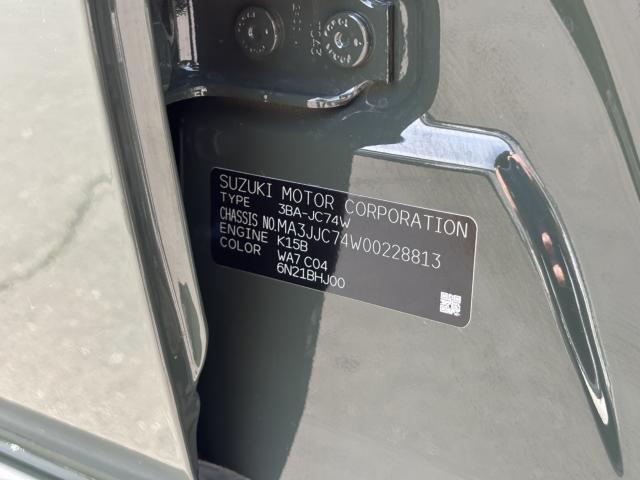 SUZUKI MOTOR CORPORATION
TYPE 3BA-JC74W
CHASSIS NO. MA3JJC74W00228813
ENGINE K15B
COLOR WA7 C04
6N21BHJ00